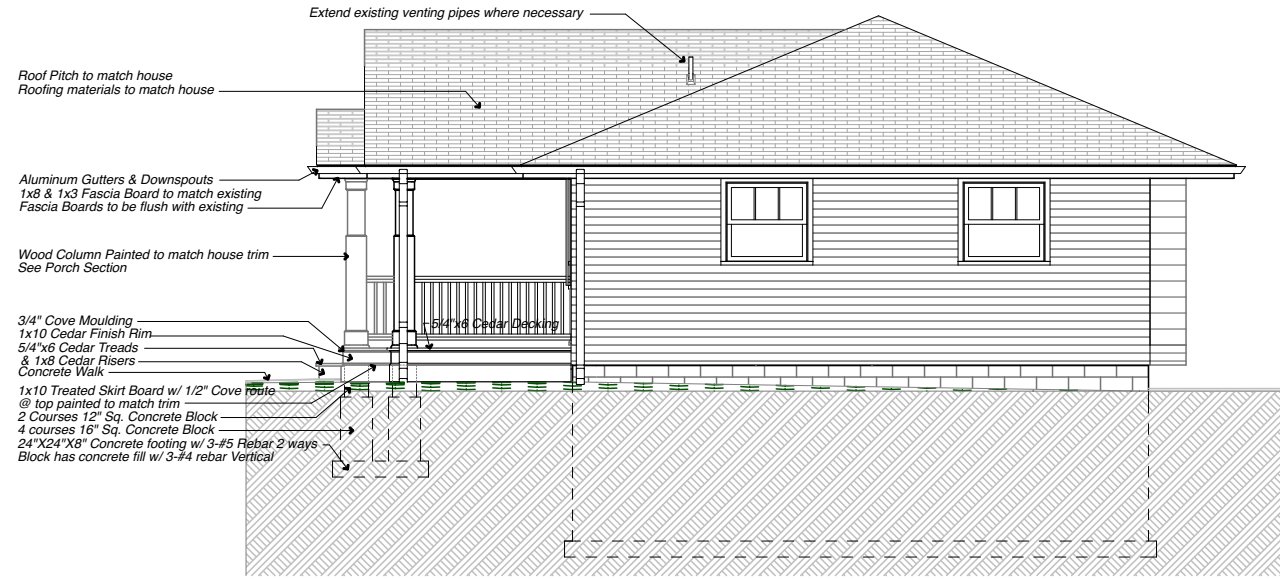 Extend existing venting pipes where necessary
Roof Pitch to match house
Roofing materials to match house
Aluminum Gutters & Downspouts
1x8 & 1x3 Fascia Board to match existing
Fascia Boards to be flush with existing
Wood Column Painted to match house trim
See Porch Section
3/4" Cove Moulding
1x10 Cedar Finish Rim
5/4"x6 Cedar Decking
5/4"x6 Cedar Treads
& 1x8 Cedar Risers
Concrete Walk
1x10 Treated Skirt Board w/ 1/2" Cove route
@ top painted to match trim
2 Courses 12" Sq. Concrete Block
4 courses 16" Sq. Concrete Block
24"X24"X8" Concrete footing w/ 3-#5 Rebar 2 ways
Block has concrete fill w/ 3-#4 rebar Vertical